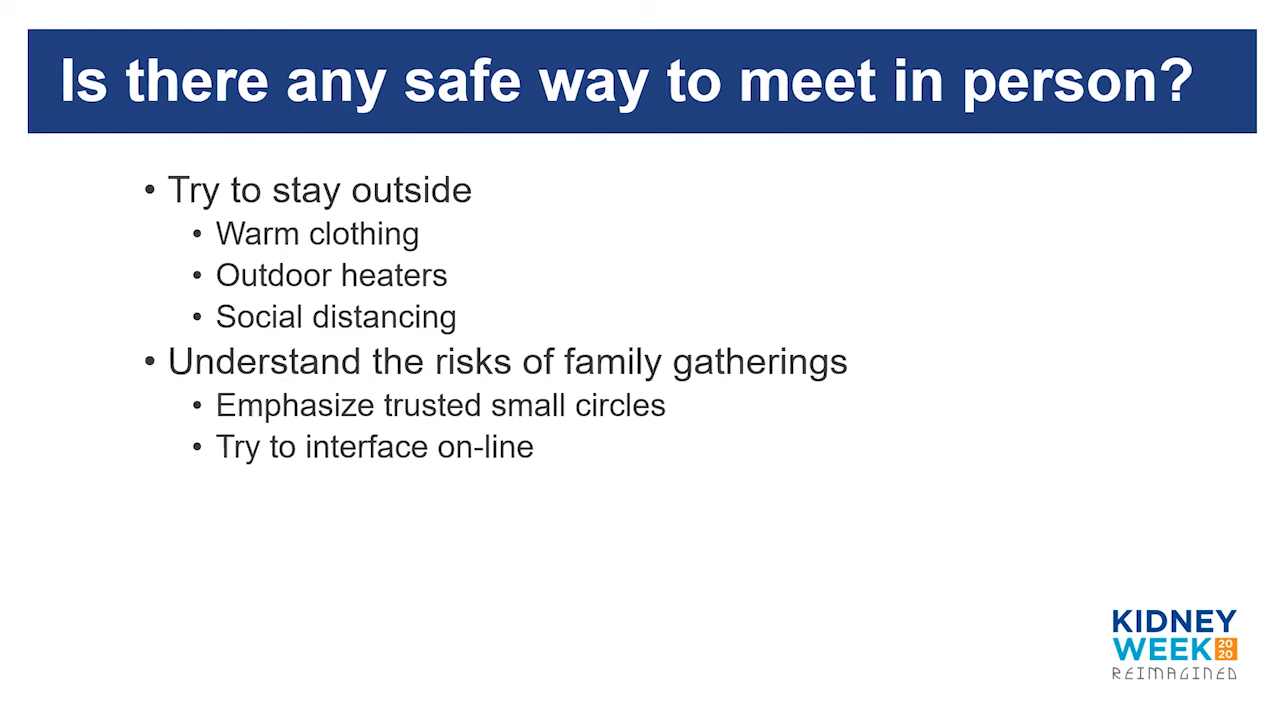 Is there any safe way to meet in person?
• Try to stay outside
• Warm clothing
• Outdoor heaters
• Social distancing
• Understand the risks of family gatherings
• Emphasize trusted small circles
• Try to interface on-line
KIDNEY
WEEK 2020
REIMAGINED